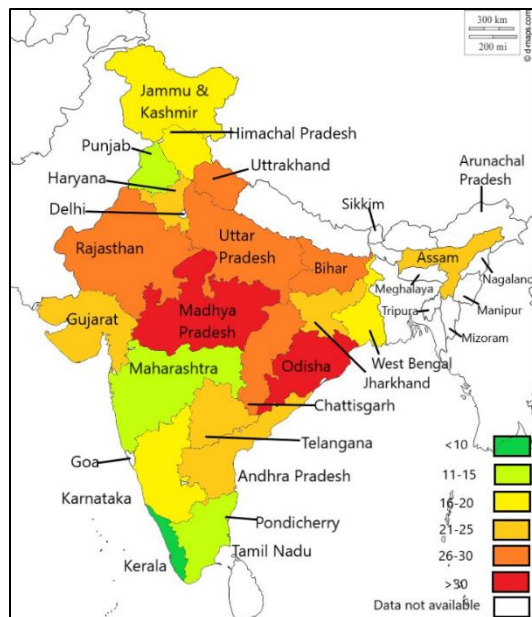 300 km
200 mi
© d-maps.com
Jammu &
Kashmir
Himachal Pradesh
Punjab
Uttrakhand
Haryana
Arunachal
Pradesh
Delhi
Sikkim
Rajasthan
Uttar
Pradesh
Bihar
Assam
Nagaland
Meghalaya
Gujarat
Madhya
Pradesh
Tripura
Manipur
Mizoram
Maharashtra
Odisha
West Bengal
Jharkhand
Chattisgarh
Telangana
Goa
Andhra Pradesh
Karnataka
Pondicherry
Kerala
Tamil Nadu
<10
11-15
16-20
21-25
26-30
>30
Data not available